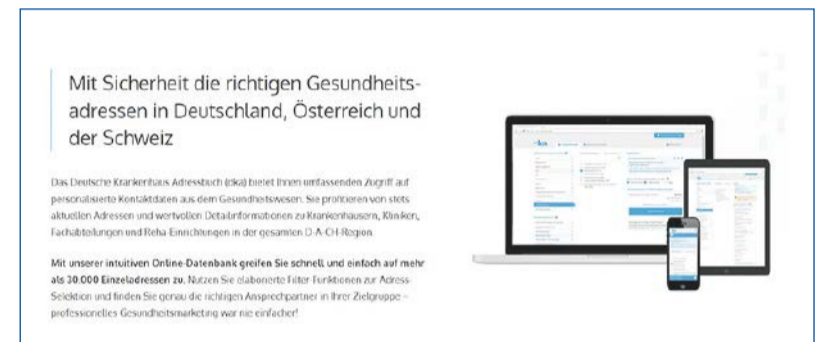 Mit Sicherheit die richtigen Gesundheits-
adressen in Deutschland, Österreich und
der Schweiz
Das Deutsche Krankenhaus Adressbuch (dka) bietet Ihnen umfassenden Zugriff auf
personalisierte Kontaktdaten aus dem Gesundheitswesen. Sie profitieren von stets
aktuellen Adressen und wertvollen Detailinformationen zu Krankenhäusern, Kliniken,
Fachabteilungen und Reha-Einrichtungen in der gesamten D-A-CH-Region.
Mit unserer intuitiven Online-Datenbank greifen Sie schnell und einfach auf mehr
als 30.000 Einzeladressen zu. Nutzen Sie elaborierte Filter-Funktionen zur Adress-
Selektion und finden Sie genau die richtigen Ansprechpartner in Ihrer Zielgruppe –
professionelles Gesundheitsmarketing war nie einfacher!